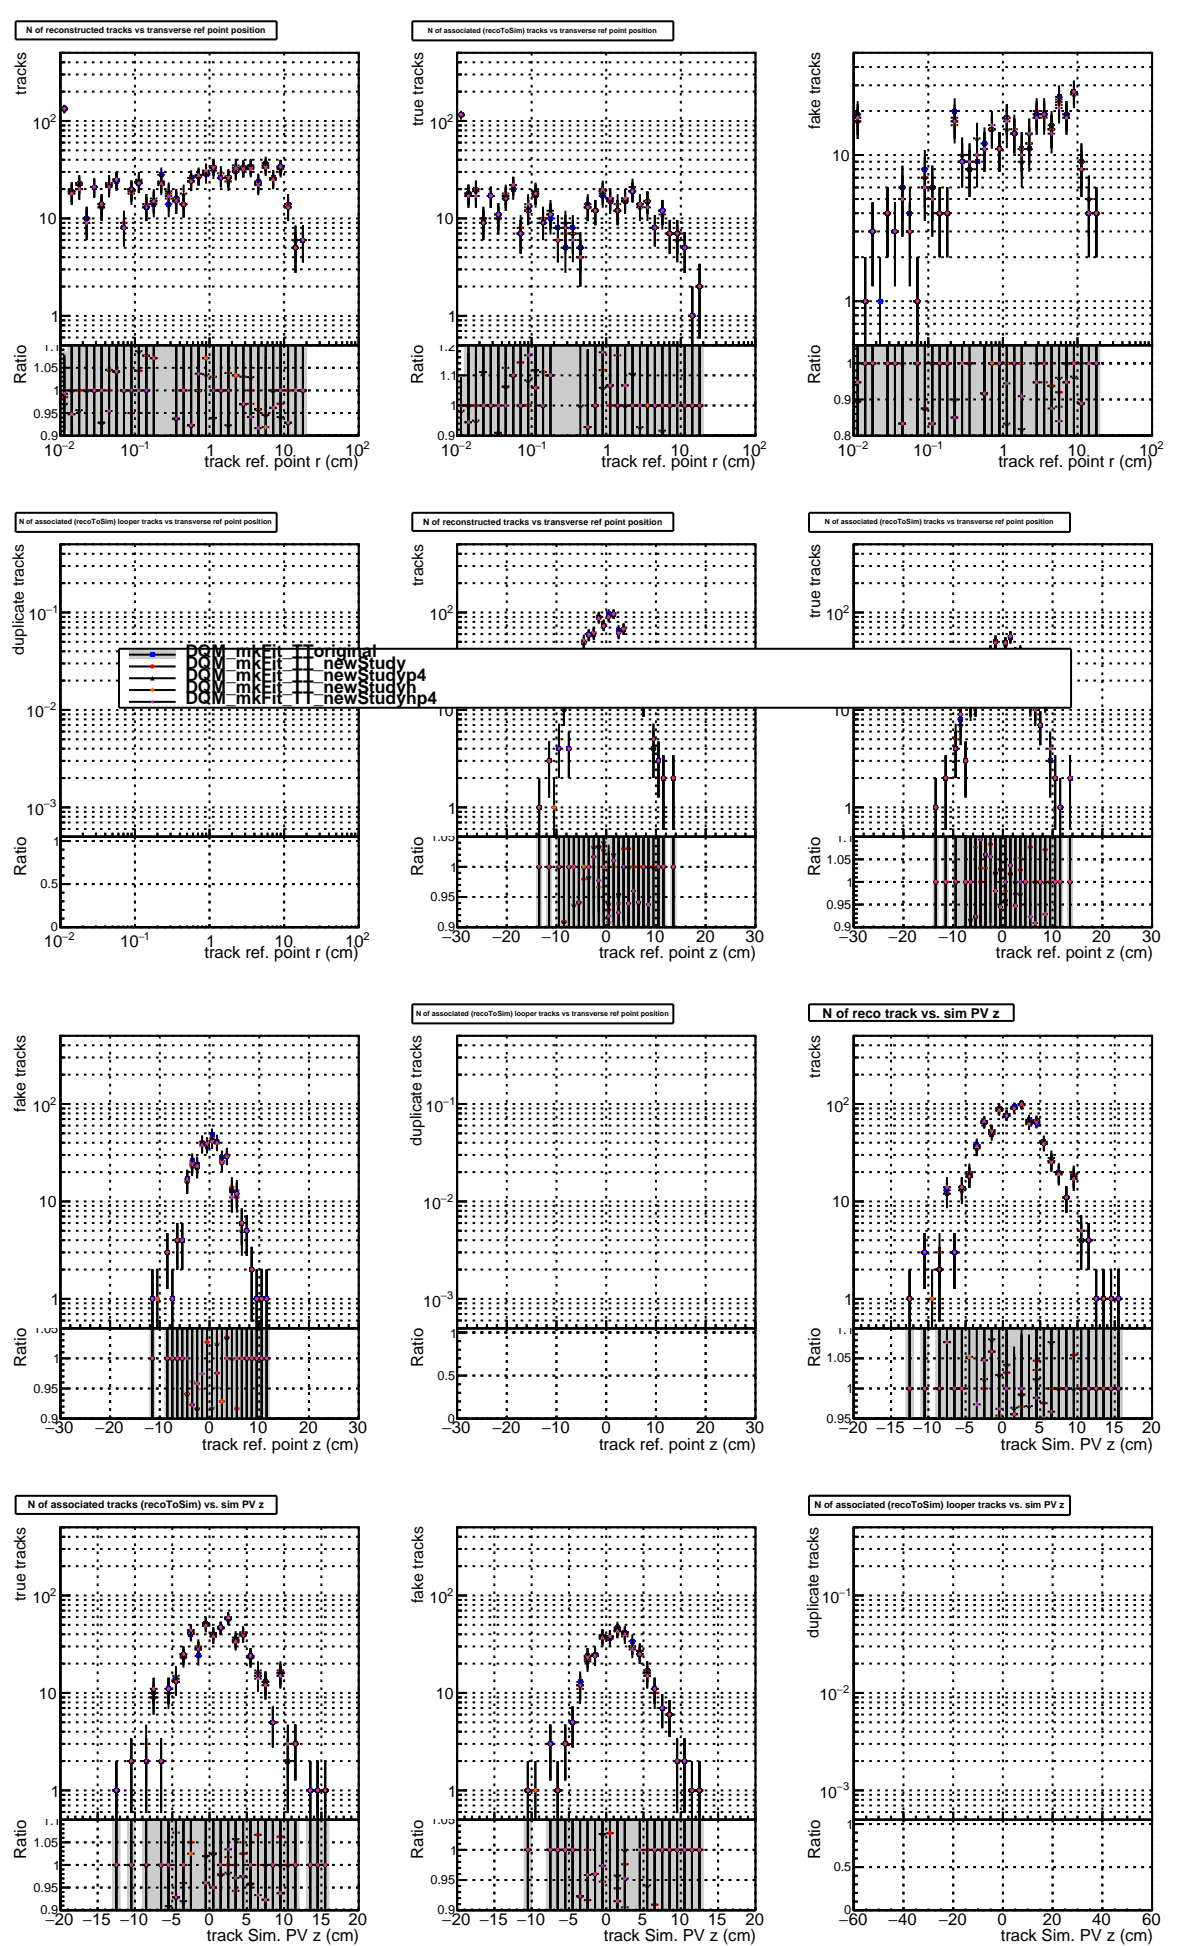 N of reconstructed tracks vs transverse ref point position
tracks
10²
10
1
Ratio
1.1
1.05
1
0.95
0.9
10⁻² 10⁻¹ 1 10 10²
track ref. point r (cm)
N of associated (recoToSim) tracks vs transverse ref point position
true tracks
10²
10
1
Ratio
1.2
1.1
1
0.9
10⁻² 10⁻¹ 1 10 10²
track ref. point r (cm)
fake tracks
10
1
Ratio
1
0.9
0.8
10⁻² 10⁻¹ 1 10 10²
track ref. point r (cm)
N of associated (recoToSim) looper tracks vs transverse ref point position
duplicate tracks
10⁻¹
10⁻²
10⁻³
Ratio
1
0.5
0
10⁻² 10⁻¹ 1 10 10²
track ref. point r (cm)
N of reconstructed tracks vs transverse ref point position
tracks
10²
10
1
Ratio
1.05
1
0.95
0.9
−30 −20 −10 0 10 20 30
track ref. point z (cm)
N of associated (recoToSim) tracks vs transverse ref point position
true tracks
10²
10
1
Ratio
1.1
1.05
1
0.95
0.9
−30 −20 −10 0 10 20 30
track ref. point z (cm)
DQM_mkFit_TToriginal
DQM_mkFit_TT_newStudy
DQM_mkFit_TT_newStudyp4
DQM_mkFit_TT_newStudyh
DQM_mkFit_TT_newStudyhp4
fake tracks
10²
10
1
Ratio
1.05
1
0.95
0.9
−30 −20 −10 0 10 20 30
track ref. point z (cm)
N of associated (recoToSim) looper tracks vs transverse ref point position
duplicate tracks
10⁻¹
10⁻²
10⁻³
Ratio
1
0.5
0
−30 −20 −10 0 10 20 30
track ref. point z (cm)
N of reco track vs. sim PV z
tracks
10²
10
1
Ratio
1.1
1.05
1
0.95
−20 −15 −10 −5 0 5 10 15 20
track Sim. PV z (cm)
N of associated tracks (recoToSim) vs. sim PV z
true tracks
10²
10
1
Ratio
1.1
1.05
1
0.95
0.9
−20 −15 −10 −5 0 5 10 15 20
track Sim. PV z (cm)
fake tracks
10²
10
1
Ratio
1
0.95
0.9
−20 −15 −10 −5 0 5 10 15 20
track Sim. PV z (cm)
N of associated (recoToSim) looper tracks vs. sim PV z
duplicate tracks
10⁻¹
10⁻²
10⁻³
Ratio
1
0.5
0
−60 −40 −20 0 20 40 60
track Sim. PV z (cm)